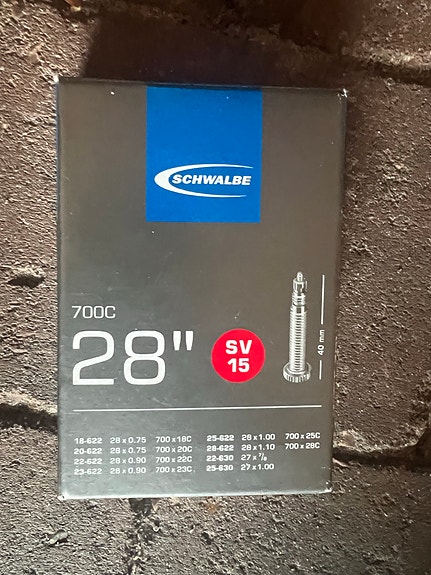 SCHWALBE
700C
28"
SV
15
40 mm
18-622 28 x 0.75 700 x 18C
20-622 28 x 0.75 700 x 20C
22-622 28 x 0.90 700 x 22C
23-622 28 x 0.90 700 x 23C
25-622 28 x 1.00 700 x 25C
28-622 28 x 1.10 700 x 28C
22-630 27 x 7/8
25-630 27 x 1.00